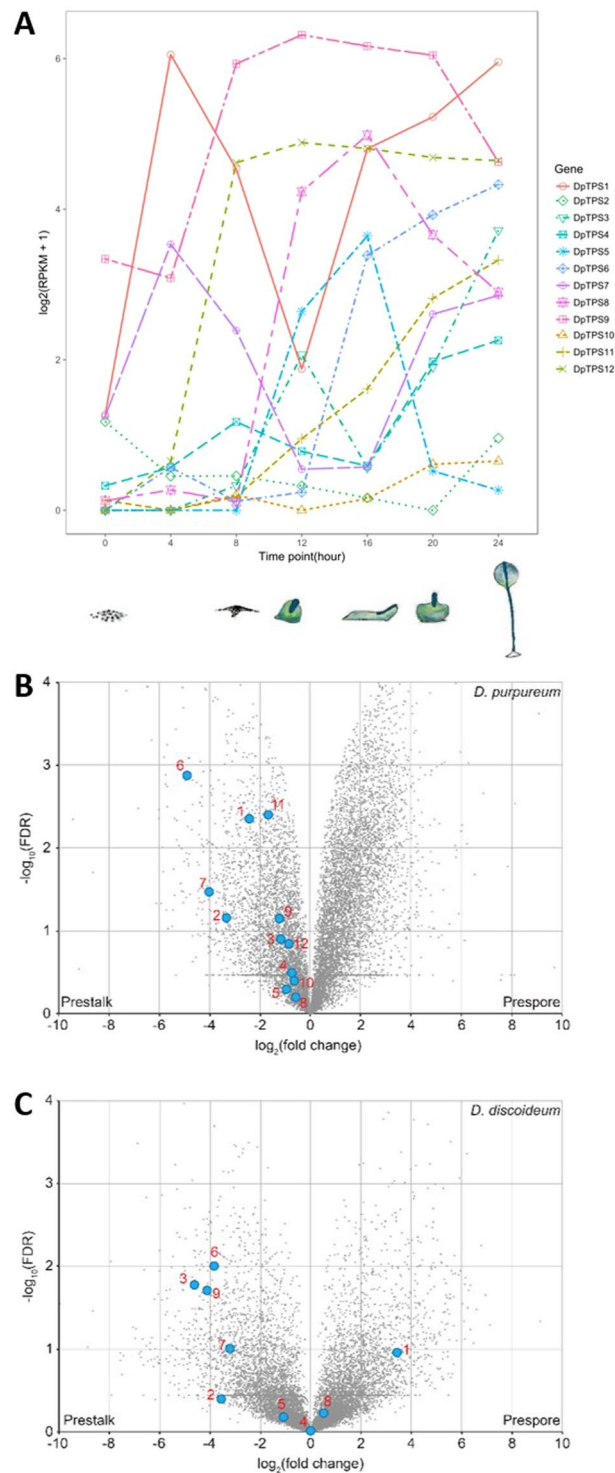 A
6
4
2
0
log2(RPKM + 1)
0 4 8 12 16 20 24
Time point(hour)
Gene
DpTPS1
DpTPS2
DpTPS3
DpTPS4
DpTPS5
DpTPS6
DpTPS7
DpTPS8
DpTPS9
DpTPS10
DpTPS11
DpTPS12
B
D. purpureum
4
3
2
1
0
-log10(FDR)
6
1
11
7
2
9
3
12
4
10
5
8
Prestalk
Prespore
-10 -8 -6 -4 -2 0 2 4 6 8 10
log2(fold change)
C
D. discoideum
4
3
2
1
0
-log10(FDR)
6
3
9
7
1
2
5
8
4
Prestalk
Prespore
-10 -8 -6 -4 -2 0 2 4 6 8 10
log2(fold change)